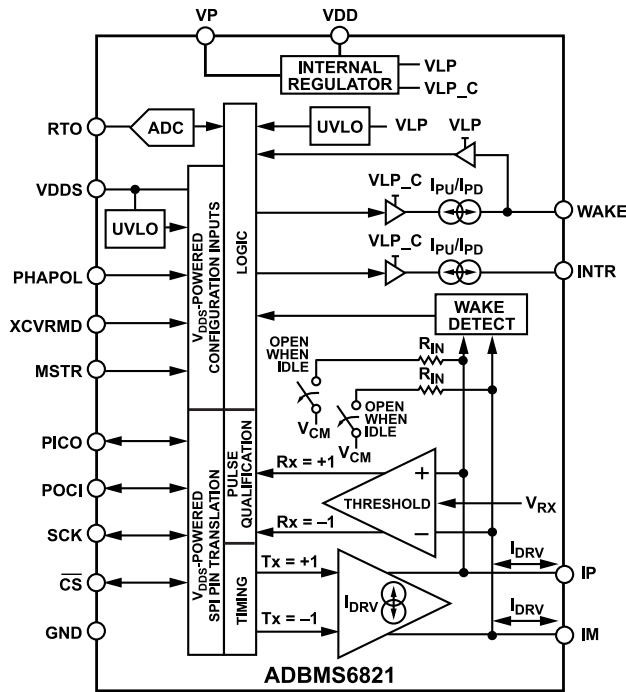 VP
VDD
INTERNAL
REGULATOR
VLP
VLP_C
RTO
ADC
UVLO
VLP
VLP
VDDS
UVLO
VLP_C
IPU/IPD
WAKE
LOGIC
VDDS-POWERED
CONFIGURATION INPUTS
VLP_C
IPU/IPD
INTR
PHAPOL
XCVRMD
MSTR
WAKE
DETECT
OPEN
WHEN
IDLE
RIN
RIN
VCM
OPEN
WHEN
IDLE
VCM
PICO
POCI
SCK
CS
GND
VDDS-POWERED
SPI PIN TRANSLATION
PULSE
QUALIFICATION
Rx = +1
+
THRESHOLD
VRX
Rx = –1
–
TIMING
Tx = +1
IDRV
Tx = –1
IDRV
IP
IDRV
IM
ADBMS6821